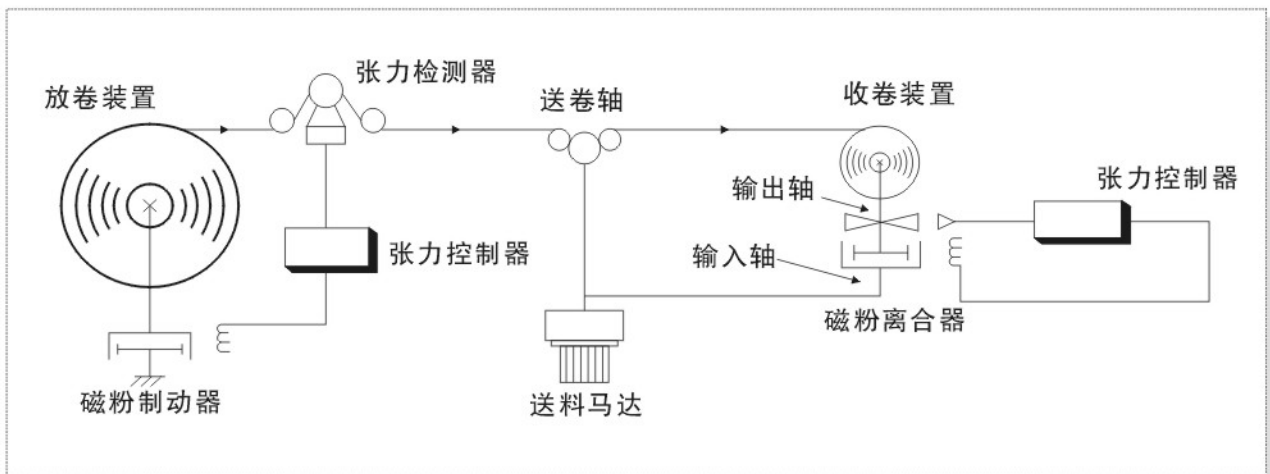 张力检测器
放卷装置
送卷轴
收卷装置
张力控制器
输出轴
张力控制器
输入轴
磁粉离合器
磁粉制动器
送料马达